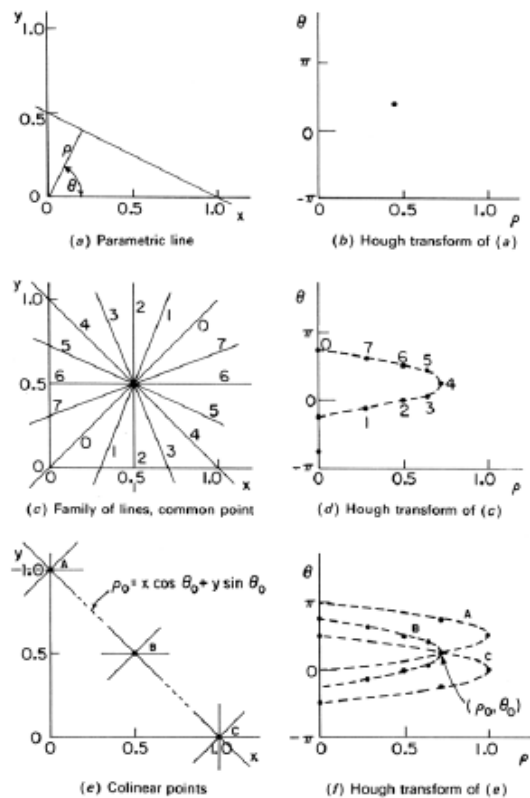 y
1.0
0.5
ρ
θ
0
0.5
1.0
x
(a) Parametric line
θ
π
0
-π
0
0.5
1.0
ρ
(b) Hough transform of (a)
y
1.0
0.5
0
4
3
2
1
0
5
7
6
6
7
5
0
1
2
3
4
0
0.5
1.0
x
(c) Family of lines, common point
θ
π
0
-π
0
7
6
5
4
1
2
3
0
0.5
1.0
ρ
(d) Hough transform of (c)
y
1.0
A
ρ₀ = x cos θ₀ + y sin θ₀
0.5
B
0
C
0
0.5
1.0
x
(e) Colinear points
θ
π
0
-π
A
B
C
(ρ₀, θ₀)
0
0.5
1.0
ρ
(f) Hough transform of (e)